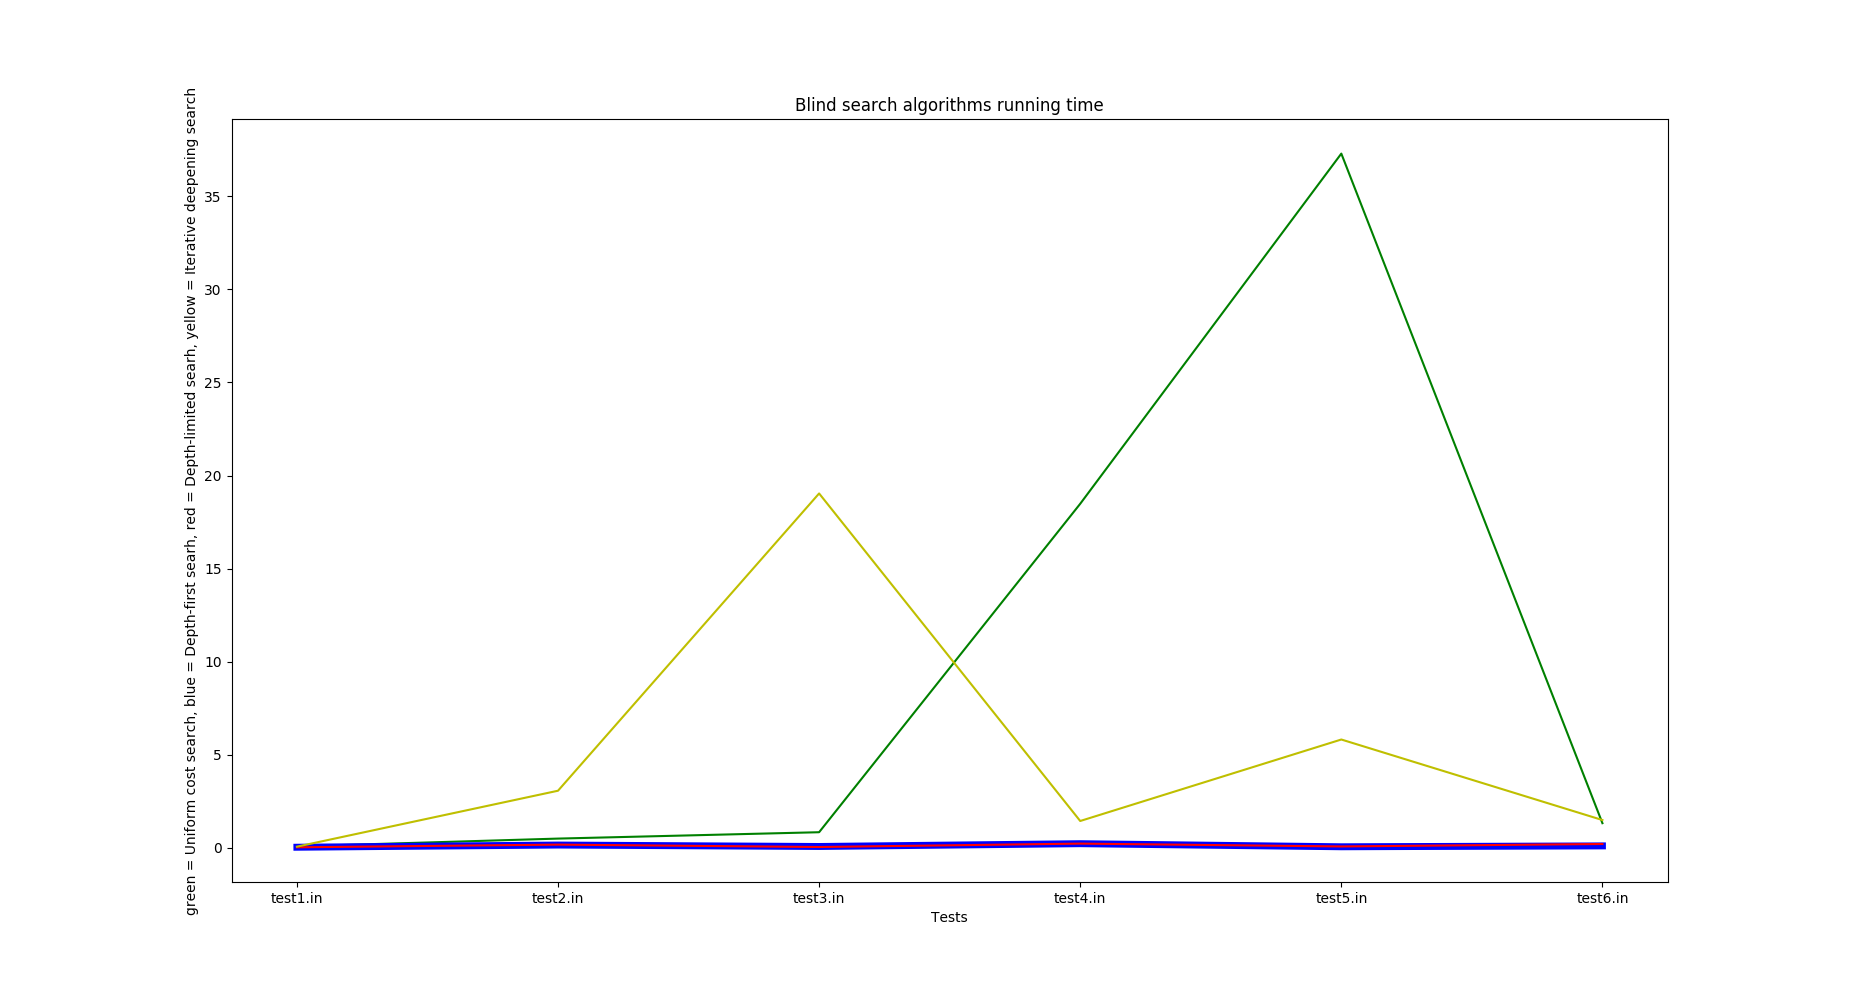 Blind search algorithms running time
green = Uniform cost search, blue = Depth-first searh, red = Depth-limited searh, yellow = Iterative deepening search
35
30
25
20
15
10
5
0
test1.in test2.in test3.in test4.in test5.in test6.in
Tests